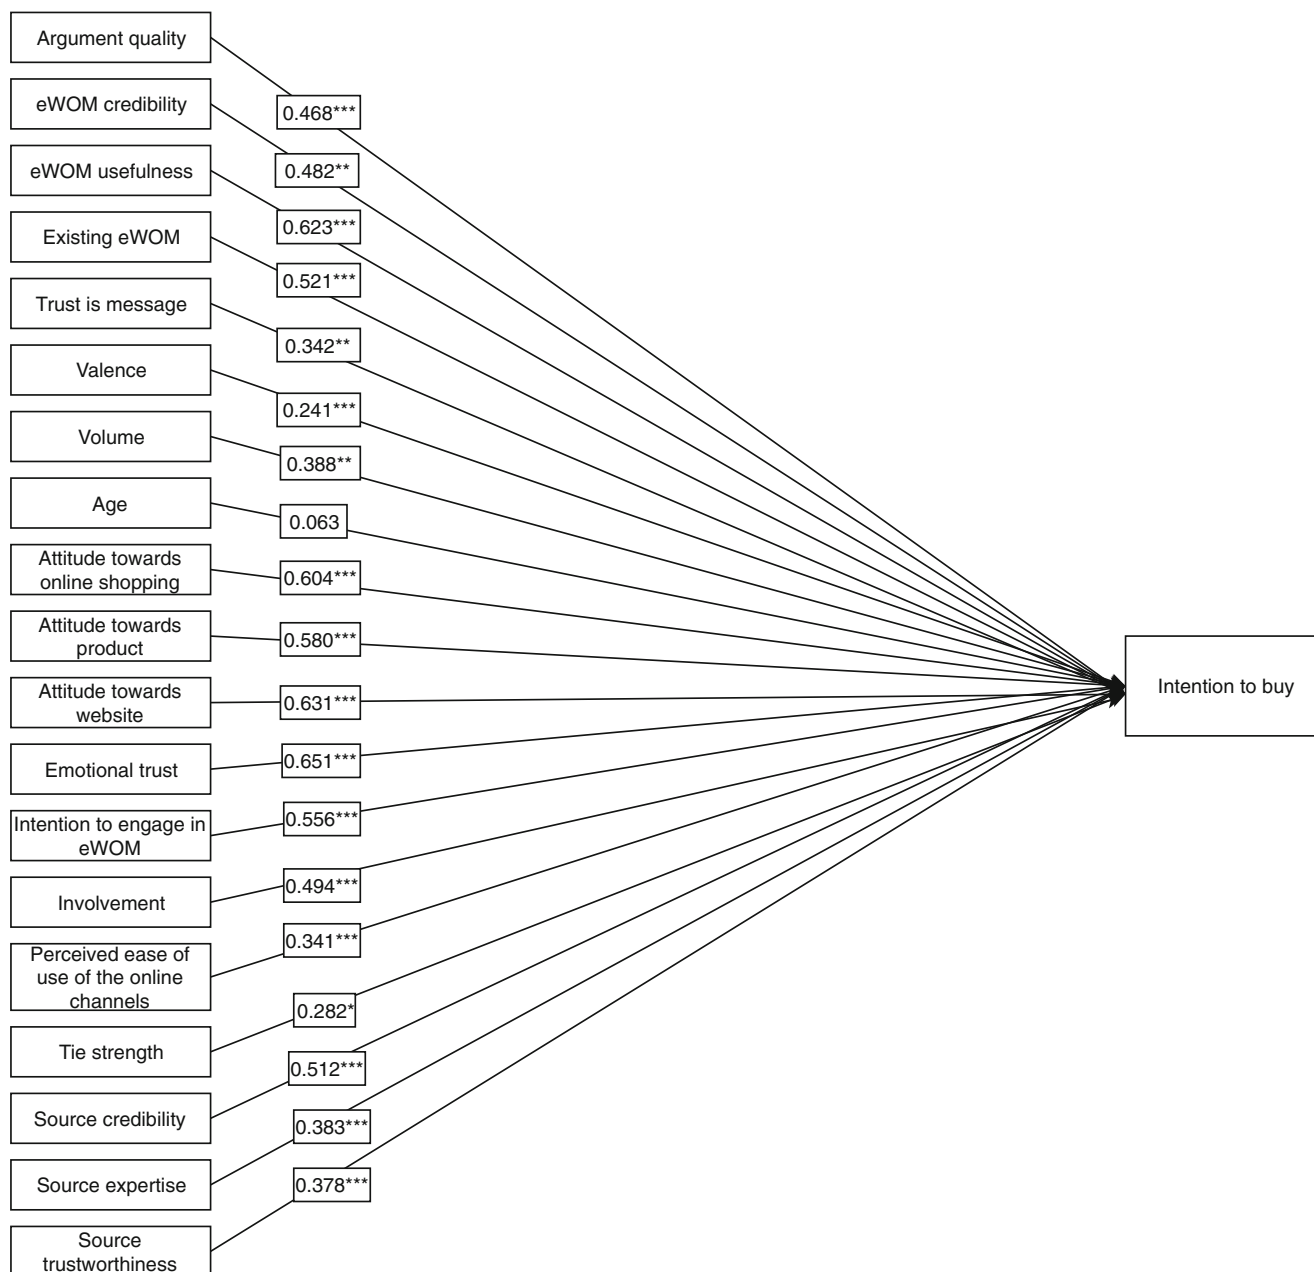 Argument quality
0.468***
eWOM credibility
0.482**
eWOM usefulness
0.623***
Existing eWOM
0.521***
Trust is message
0.342**
Valence
0.241***
Volume
0.388**
Age
0.063
Attitude towards
online shopping
0.604***
Attitude towards
product
0.580***
Attitude towards
website
0.631***
Emotional trust
0.651***
Intention to engage in
eWOM
0.556***
Involvement
0.494***
Perceived ease of
use of the online
channels
0.341***
Tie strength
0.282*
Source credibility
0.512***
Source expertise
0.383***
Source
trustworthiness
0.378***
Intention to buy